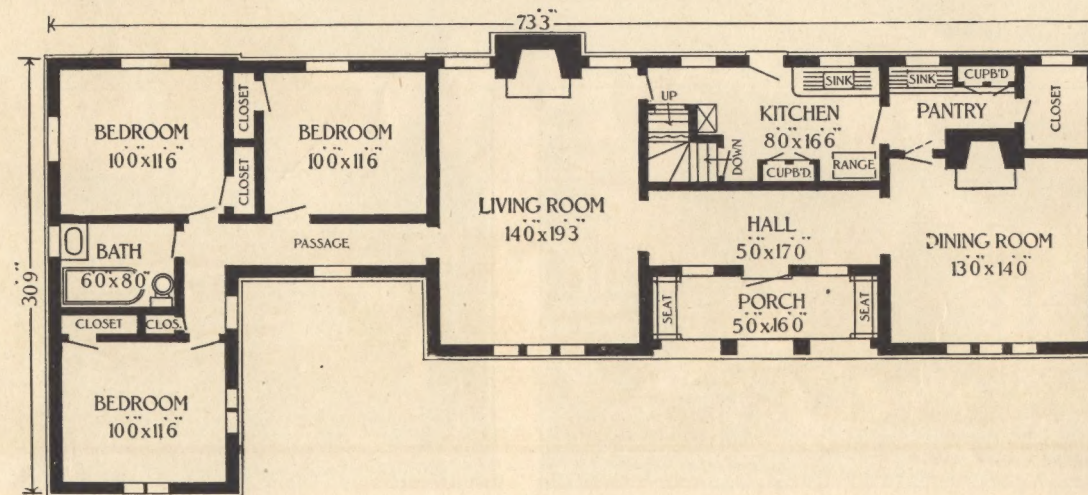 73'3"
30'9"
BEDROOM
10'0"x11'6"
CLOSET
CLOSET
BEDROOM
10'0"x11'6"
BATH
6'0"x8'0"
PASSAGE
CLOSET
CLOS.
BEDROOM
10'0"x11'6"
LIVING ROOM
14'0"x19'3"
UP
DOWN
KITCHEN
8'0"x16'6"
SINK
CUPB'D.
RANGE
SINK
CUPB'D
PANTRY
CLOSET
HALL
5'0"x17'0"
SEAT
PORCH
5'0"x16'0"
SEAT
DINING ROOM
13'0"x14'0"